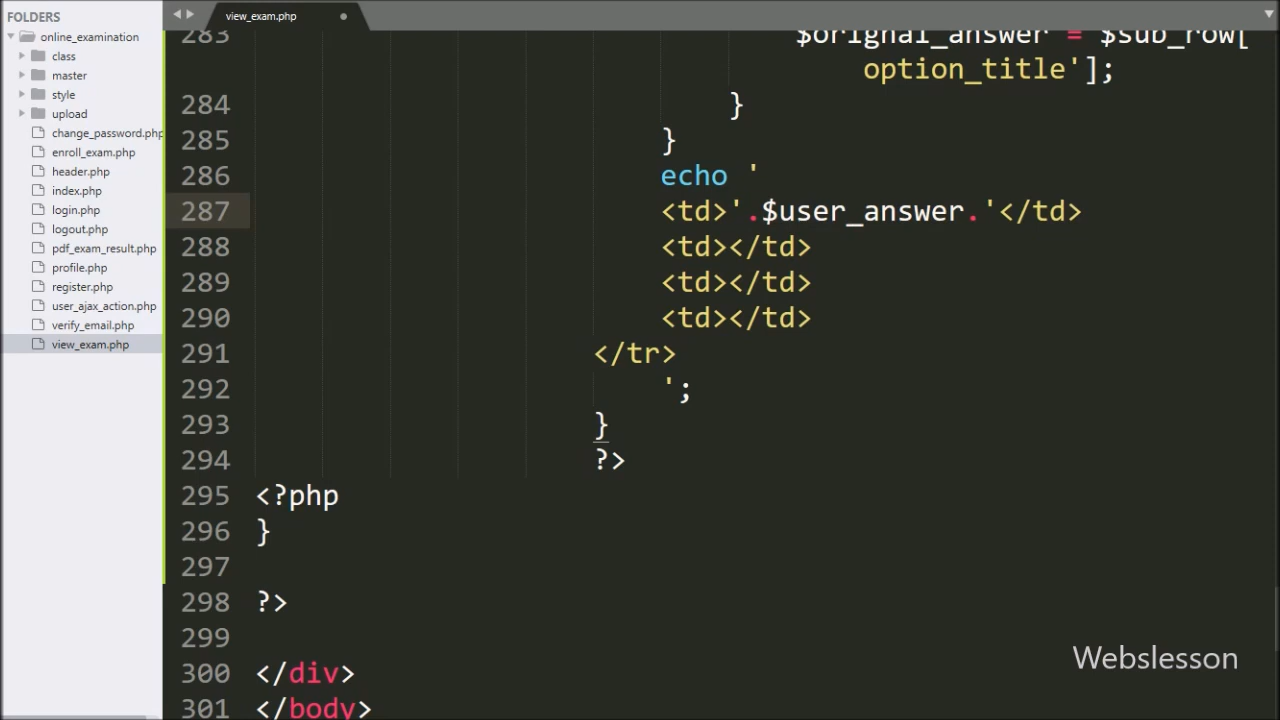 FOLDERS
online_examination
class
master
style
upload
change_password.php
enroll_exam.php
header.php
index.php
login.php
logout.php
pdf_exam_result.php
profile.php
register.php
user_ajax_action.php
verify_email.php
view_exam.php
view_exam.php
283 $orignal_answer = $sub_row[
option_title'];
284 }
285 }
286 echo '
287 <td>'.$user_answer.'</td>
288 <td></td>
289 <td></td>
290 <td></td>
291 </tr>
292 ';
293 }
294 ?>
295 <?php
296 }
297
298 ?>
299
300 </div>
301 </body>
Webslesson